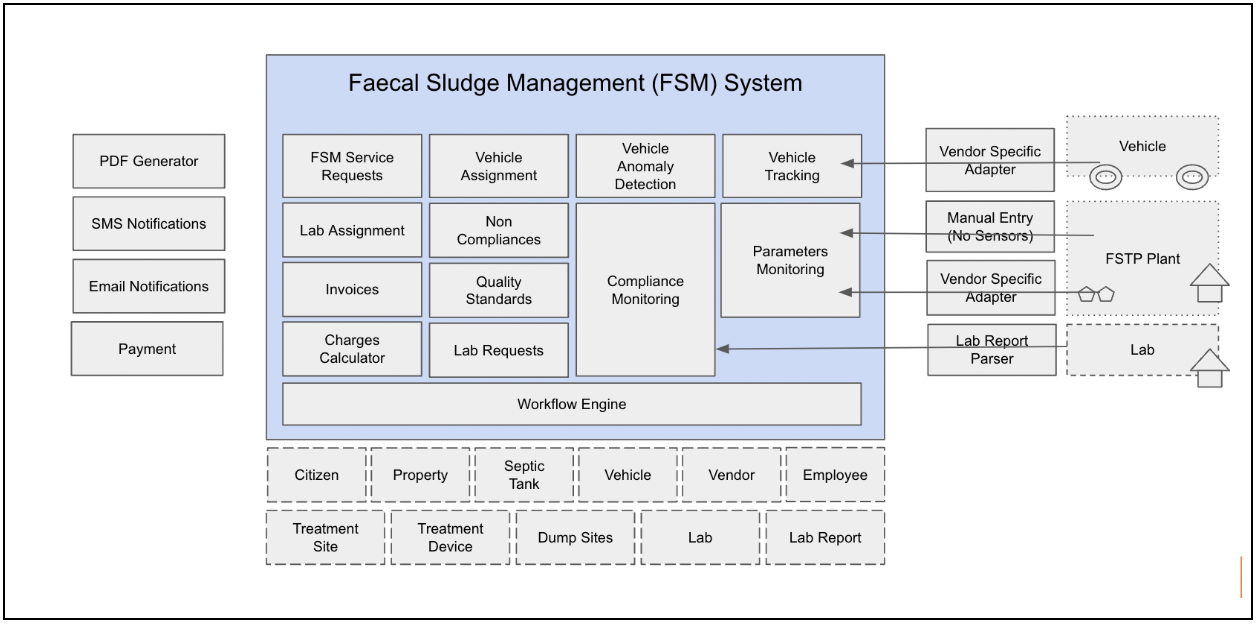 Faecal Sludge Management (FSM) System
PDF Generator
SMS Notifications
Email Notifications
Payment
FSM Service
Requests
Vehicle
Assignment
Vehicle
Anomaly
Detection
Vehicle
Tracking
Lab Assignment
Non
Compliances
Compliance
Monitoring
Parameters
Monitoring
Invoices
Quality
Standards
Charges
Calculator
Lab Requests
Workflow Engine
Vendor Specific
Adapter
Vehicle
Manual Entry
(No Sensors)
FSTP Plant
Vendor Specific
Adapter
Lab Report
Parser
Lab
Citizen
Property
Septic
Tank
Vehicle
Vendor
Employee
Treatment
Site
Treatment
Device
Dump Sites
Lab
Lab Report